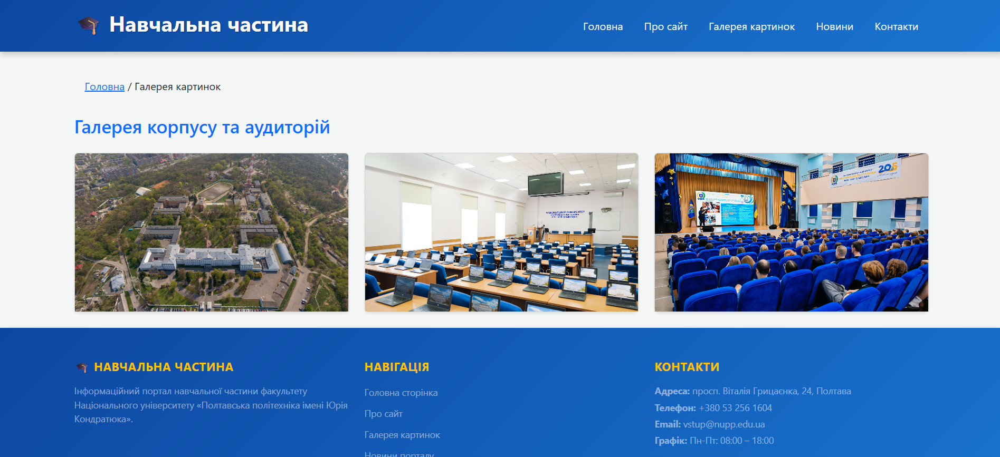 Навчальна частина
Головна
Про сайт
Галерея картинок
Новини
Контакти
Головна / Галерея картинок
Галерея корпусу та аудиторій
НАЦІОНАЛЬНИЙ УНІВЕРСИТЕТ
205
НАВЧАЛЬНА ЧАСТИНА
Інформаційний портал навчальної частини факультету
Національного університету «Полтавська політехніка імені Юрія
Кондратюка».
НАВІГАЦІЯ
Головна сторінка
Про сайт
Галерея картинок
Новини порталу
КОНТАКТИ
Адреса: просп. Віталія Грицаєнка, 24, Полтава
Телефон: +380 53 256 1604
Email: vstup@nupp.edu.ua
Графік: Пн-Пт: 08:00 – 18:00